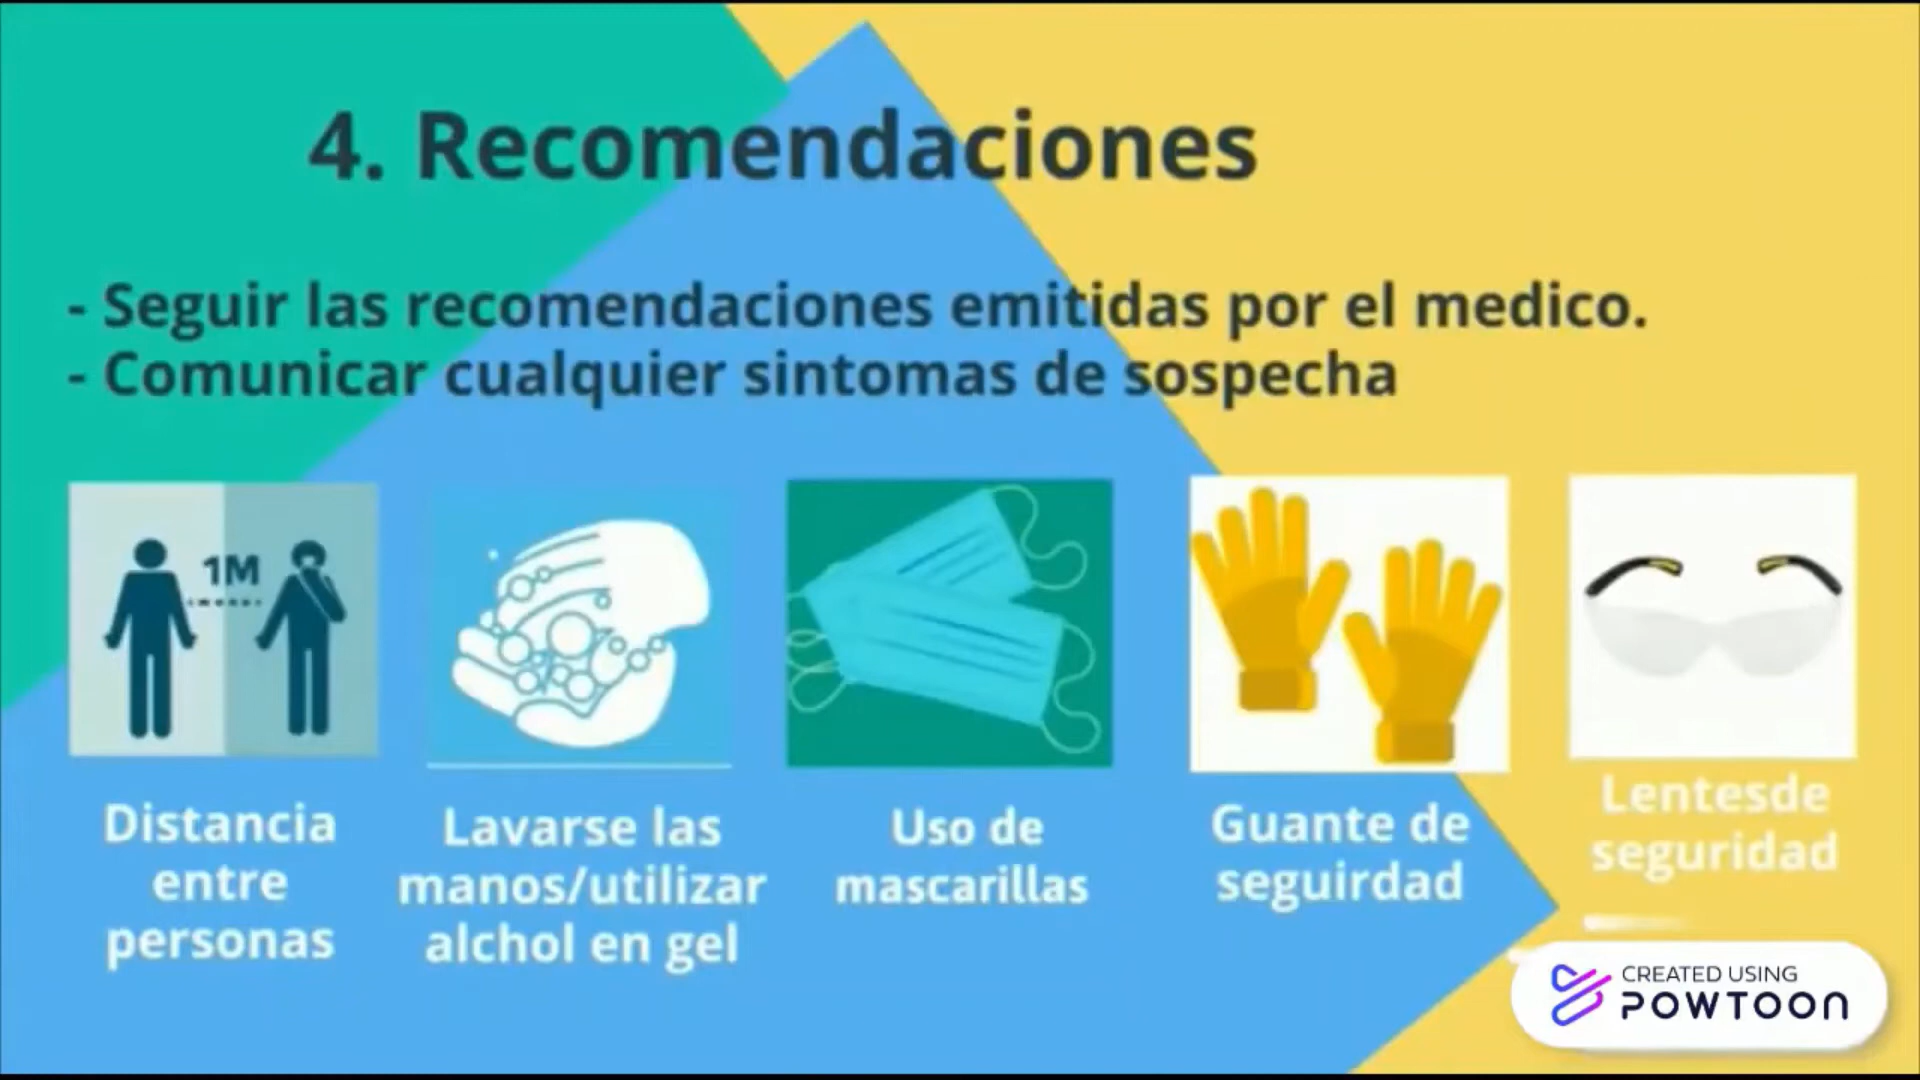 4. Recomendaciones
- Seguir las recomendaciones emitidas por el medico.
- Comunicar cualquier sintomas de sospecha
1M
Distancia
entre
personas
Lavarse las
manos/utilizar
alchol en gel
Uso de
mascarillas
Guante de
seguirdad
Lentesde
seguridad
CREATED USING
POWTOON